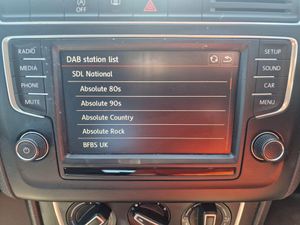 DAB station list
SDL National
Absolute 80s
Absolute 90s
Absolute Country
Absolute Rock
BFBS UK
RADIO
MEDIA
PHONE
MUTE
SETUP
SOUND
CAR
MENU